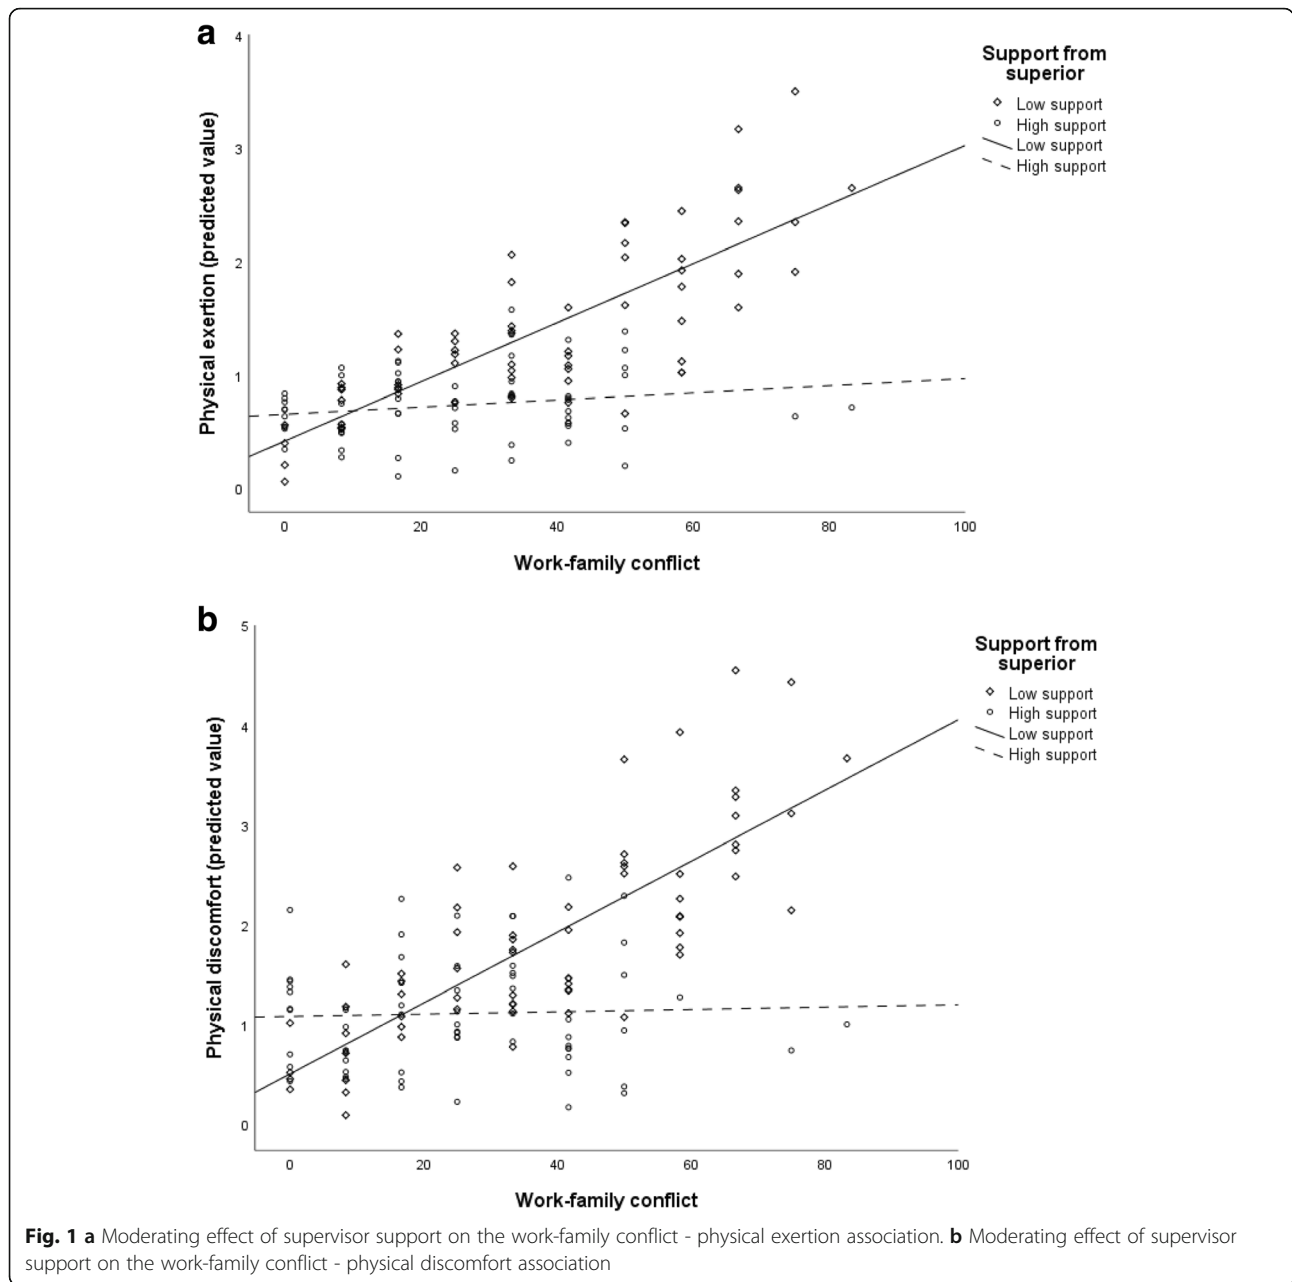 a
Support from
superior
Low support
High support
Low support
High support
Physical exertion (predicted value)
4
3
2
1
0
0 20 40 60 80 100
Work-family conflict
b
Support from
superior
Low support
High support
Low support
High support
Physical discomfort (predicted value)
5
4
3
2
1
0
0 20 40 60 80 100
Work-family conflict
Fig. 1 a Moderating effect of supervisor support on the work-family conflict - physical exertion association. b Moderating effect of supervisor
support on the work-family conflict - physical discomfort association